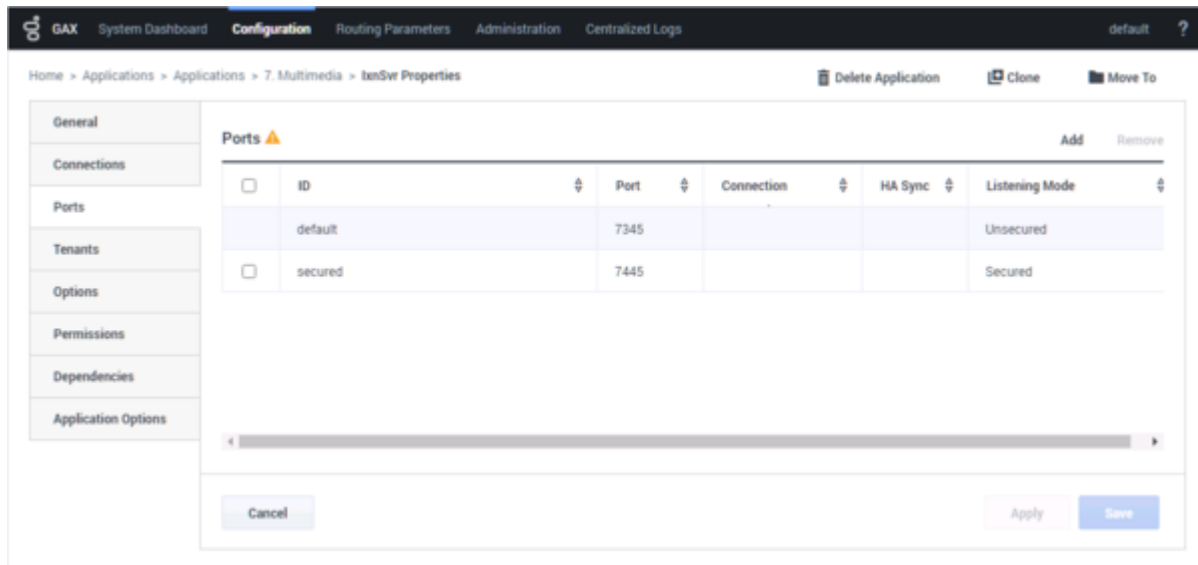 GAX System Dashboard Configuration Routing Parameters Administration Centralized Logs default ?
Home > Applications > Applications > 7. Multimedia > IxnSvr Properties Delete Application Clone Move To
General
Connections
Ports
Tenants
Options
Permissions
Dependencies
Application Options
Ports Add Remove
ID Port Connection HA Sync Listening Mode
default 7345 Unsecured
secured 7445 Secured
Cancel Apply Save